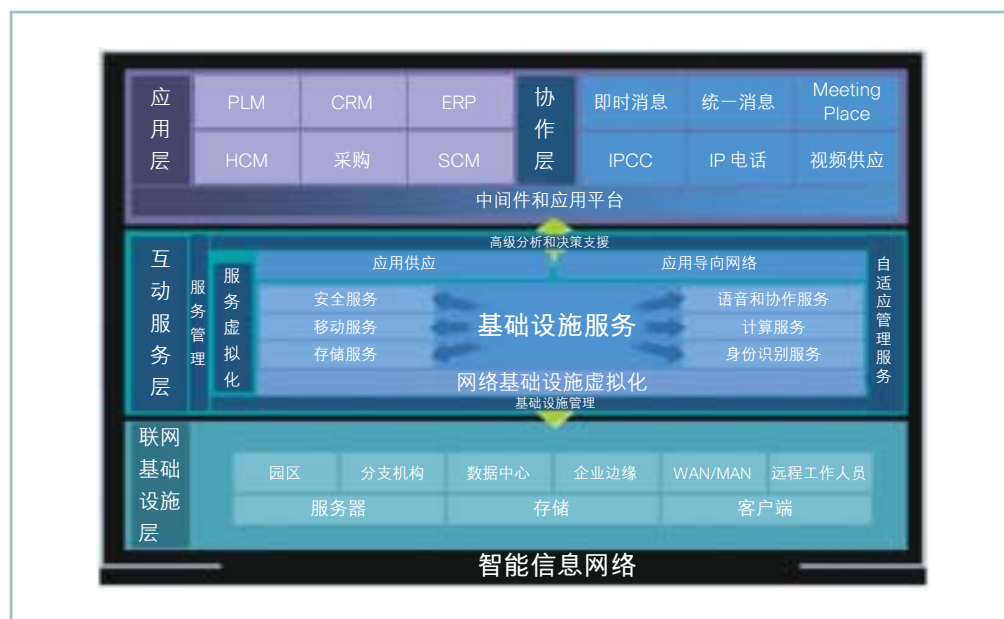 应用层
PLM
CRM
ERP
协作层
即时消息
统一消息
Meeting
Place
HCM
采购
SCM
IPCC
IP 电话
视频供应
中间件和应用平台
高级分析和决策支援
互动服务层
服务管理
服务虚拟化
应用供应
应用导向网络
自适应管理服务
安全服务
移动服务
存储服务
基础设施服务
语音和协作服务
计算服务
身份识别服务
网络基础设施虚拟化
基础设施管理
联网
基础
设施
层
园区
分支机构
数据中心
企业边缘
WAN/MAN
远程工作人员
服务器
存储
客户端
智能信息网络